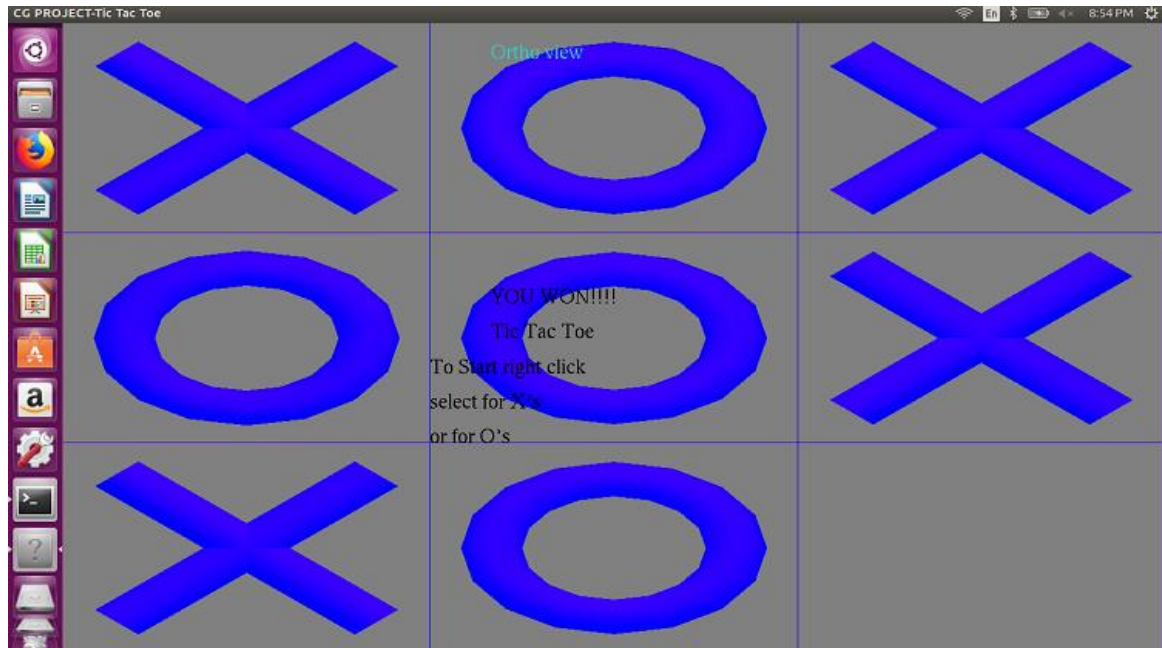 CG PROJECT-Tic Tac Toe
En
8:54 PM
Ortho view
YOU WON!!!!
Tic Tac Toe
To Start right click
select for X's
or for O's